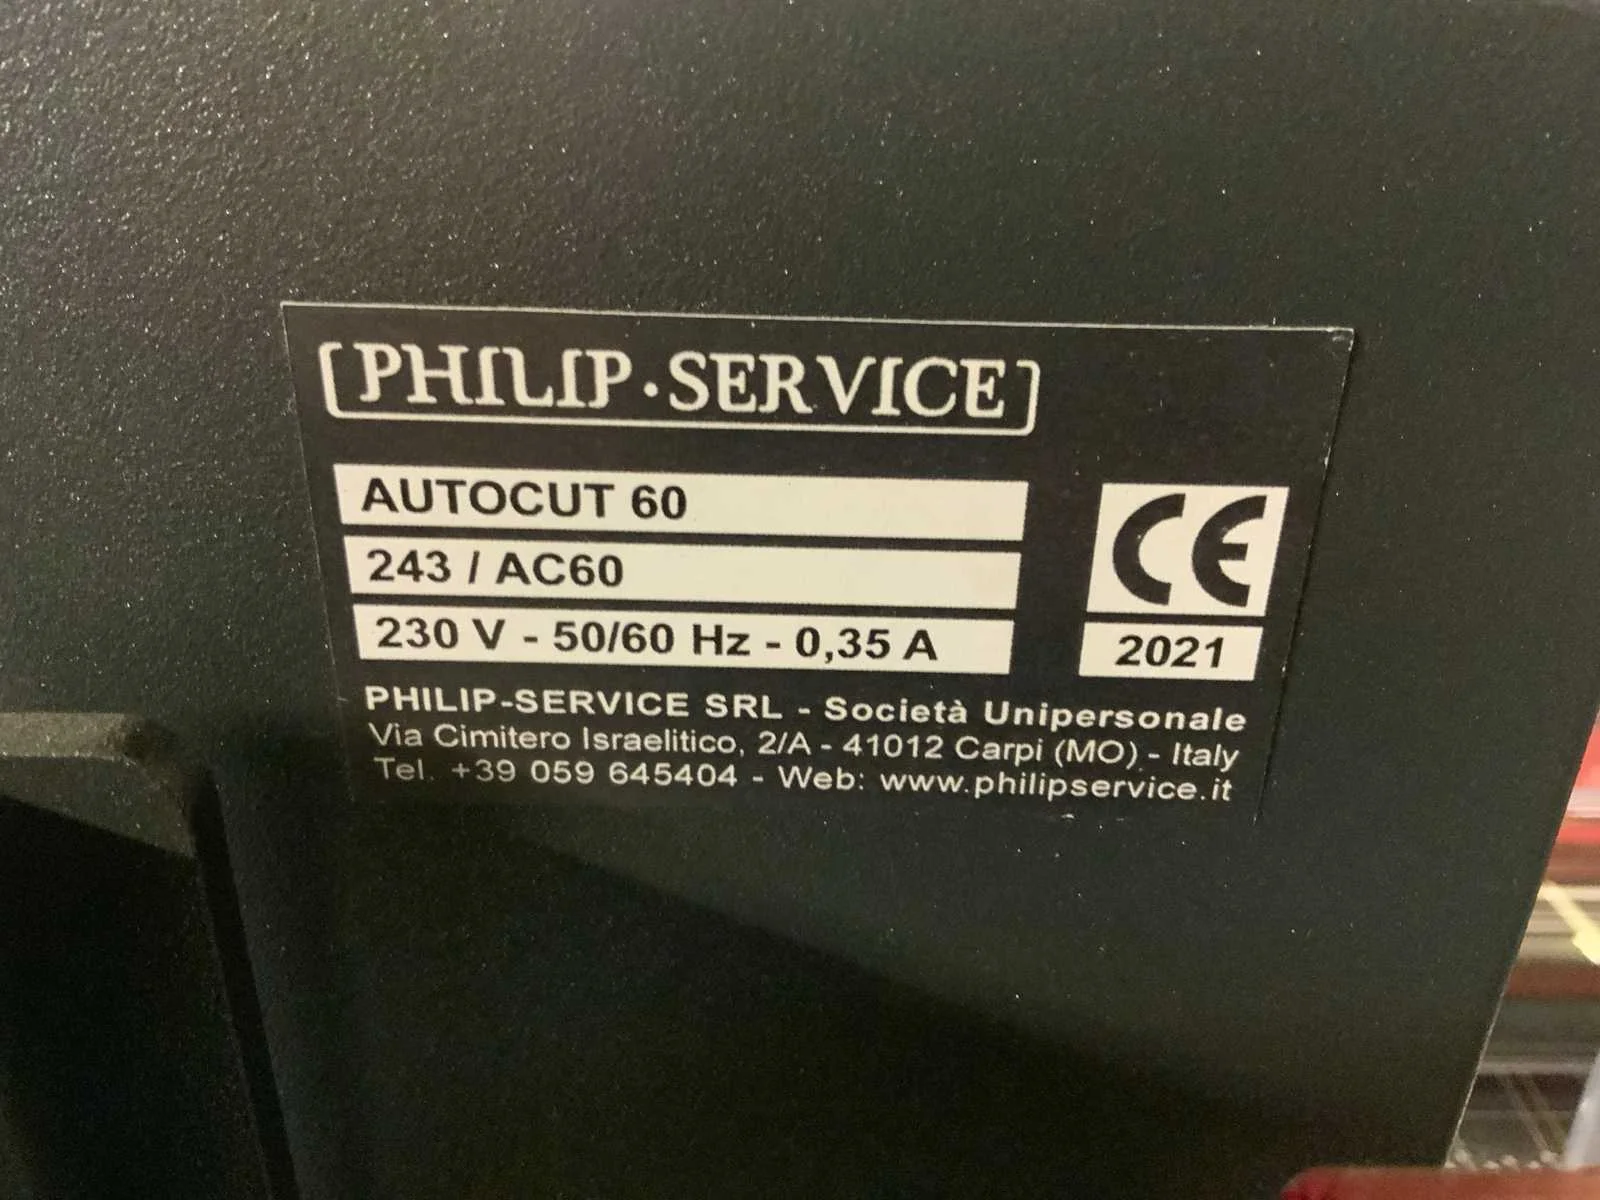 PHILIP·SERVICE
AUTOCUT 60
243 / AC60
230 V - 50/60 Hz - 0,35 A
CE
2021
PHILIP-SERVICE SRL - Società Unipersonale
Via Cimitero Israelitico, 2/A - 41012 Carpi (MO) - Italy
Tel. +39 059 645404 - Web: www.philipservice.it